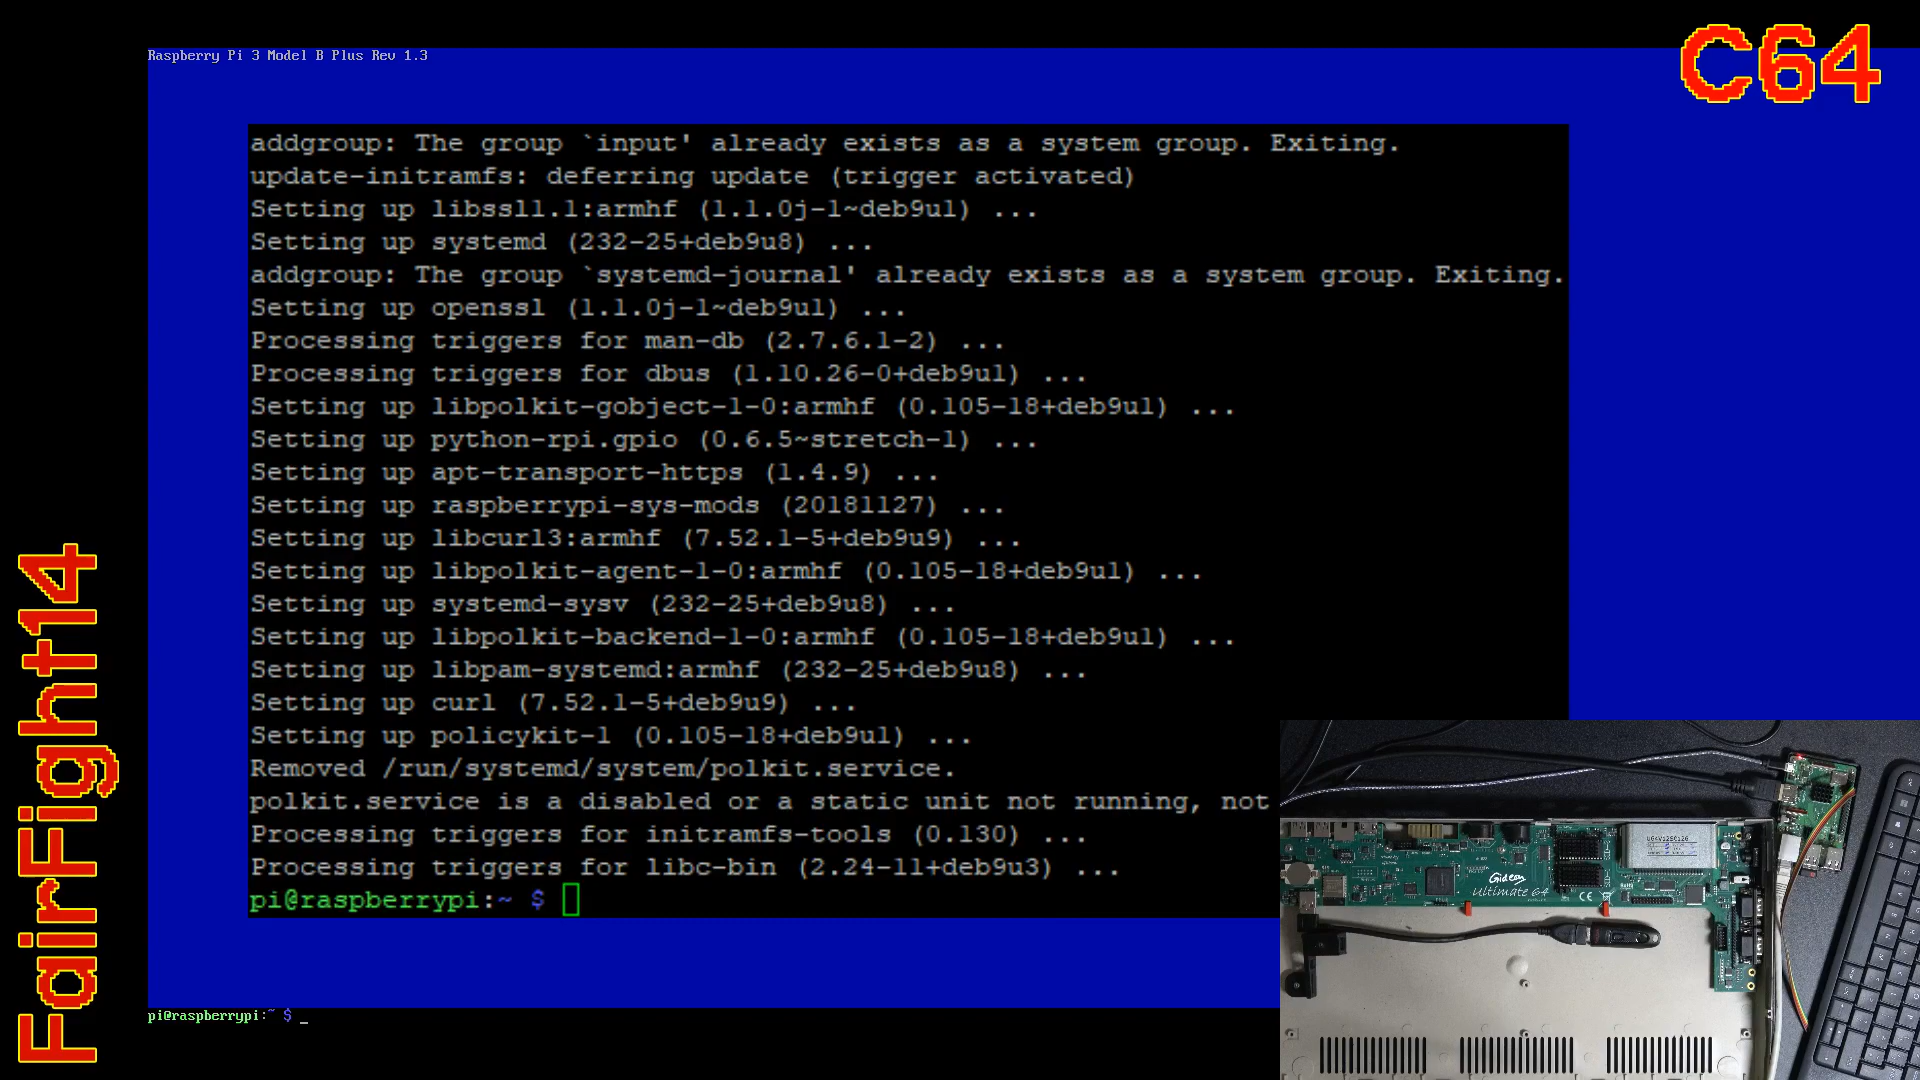 Raspberry Pi 3 Model B Plus Rev 1.3
C64
addgroup: The group `input' already exists as a system group. Exiting.
update-initramfs: deferring update (trigger activated)
Setting up libssl1.1:armhf (1.1.0j-1~deb9u1) ...
Setting up systemd (232-25+deb9u8) ...
addgroup: The group `systemd-journal' already exists as a system group. Exiting.
Setting up openssl (1.1.0j-1~deb9u1) ...
Processing triggers for man-db (2.7.6.1-2) ...
Processing triggers for dbus (1.10.26-0+deb9u1) ...
Setting up libpolkit-gobject-1-0:armhf (0.105-18+deb9u1) ...
Setting up python-rpi.gpio (0.6.5~stretch-1) ...
Setting up apt-transport-https (1.4.9) ...
Setting up raspberrypi-sys-mods (20181127) ...
Setting up libcurl3:armhf (7.52.1-5+deb9u9) ...
Setting up libpolkit-agent-1-0:armhf (0.105-18+deb9u1) ...
Setting up systemd-sysv (232-25+deb9u8) ...
Setting up libpolkit-backend-1-0:armhf (0.105-18+deb9u1) ...
Setting up libpam-systemd:armhf (232-25+deb9u8) ...
Setting up curl (7.52.1-5+deb9u9) ...
Setting up policykit-1 (0.105-18+deb9u1) ...
Removed /run/systemd/system/polkit.service.
polkit.service is a disabled or a static unit not running, not
Processing triggers for initramfs-tools (0.130) ...
Processing triggers for libc-bin (2.24-11+deb9u3) ...
pi@raspberrypi:~ $
pi@raspberrypi:~ $ _
FairFight14
Gideon
Ultimate 64